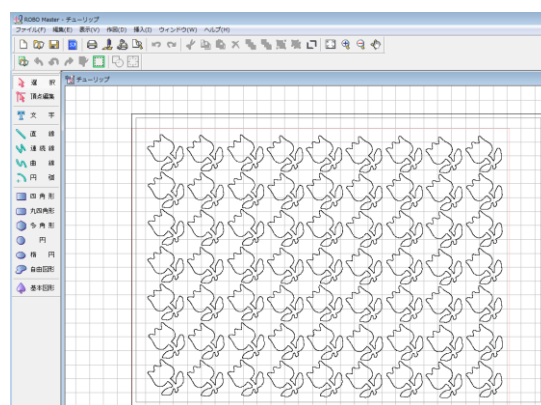 ROBO Master - チューリップ
ファイル(F) 編集(E) 表示(V) 作図(D) 挿入(I) ウィンドウ(W) ヘルプ(H)
チューリップ
選 択
頂点編集
文 字
直 線
連 続 線
曲 線
円 弧
四 角 形
丸四角形
多 角 形
円
楕 円
自由図形
基本図形